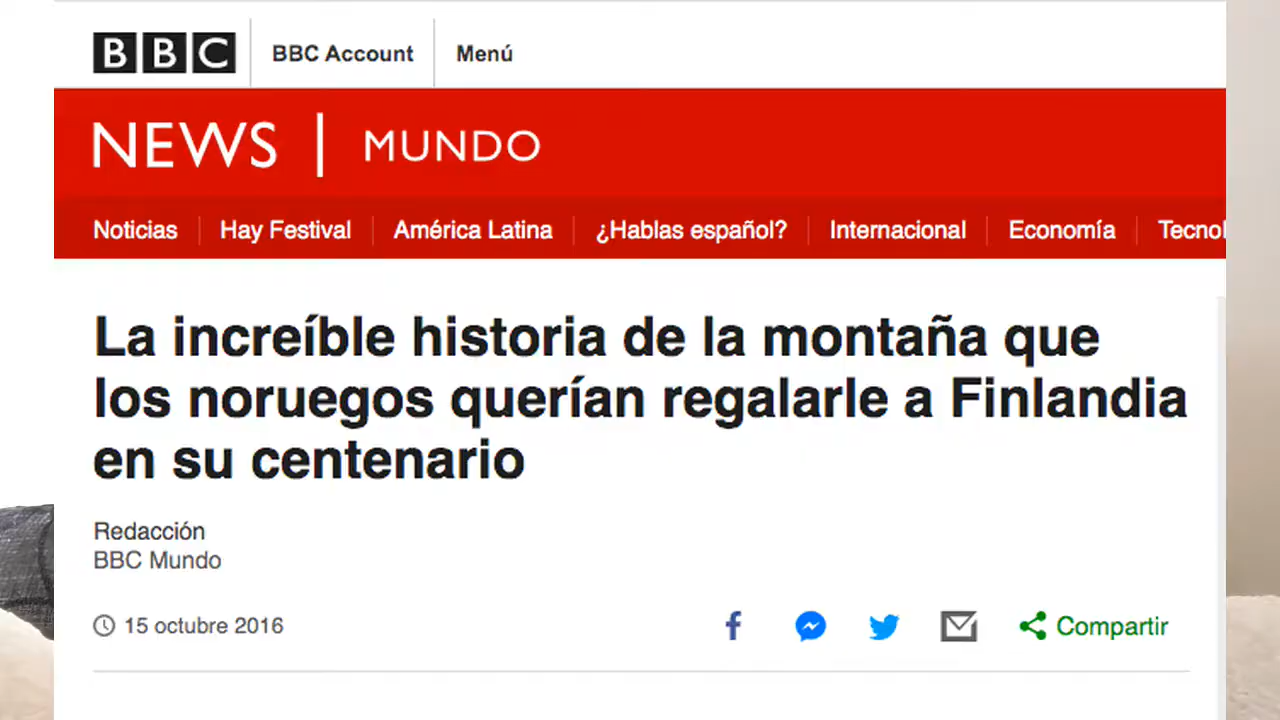 BBC BBC Account Menú
NEWS MUNDO
Noticias Hay Festival América Latina ¿Hablas español? Internacional Economía Tecnol
La increíble historia de la montaña que
los noruegos querían regalarle a Finlandia
en su centenario
Redacción
BBC Mundo
15 octubre 2016 Compartir